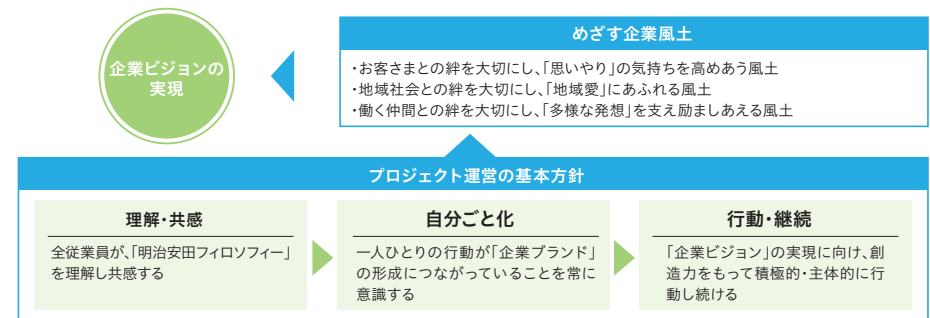 企業ビジョンの
実現
めざす企業風土
・お客さまとの絆を大切にし、「思いやり」の気持ちを高めあう風土
・地域社会との絆を大切にし、「地域愛」にあふれる風土
・働く仲間との絆を大切にし、「多様な発想」を支え励ましあえる風土
プロジェクト運営の基本方針
理解・共感
全従業員が、「明治安田フィロソフィー」
を理解し共感する
自分ごと化
一人ひとりの行動が「企業ブランド」
の形成につながっていることを常に
意識する
行動・継続
「企業ビジョン」の実現に向け、創
造力をもって積極的・主体的に行
動し続ける